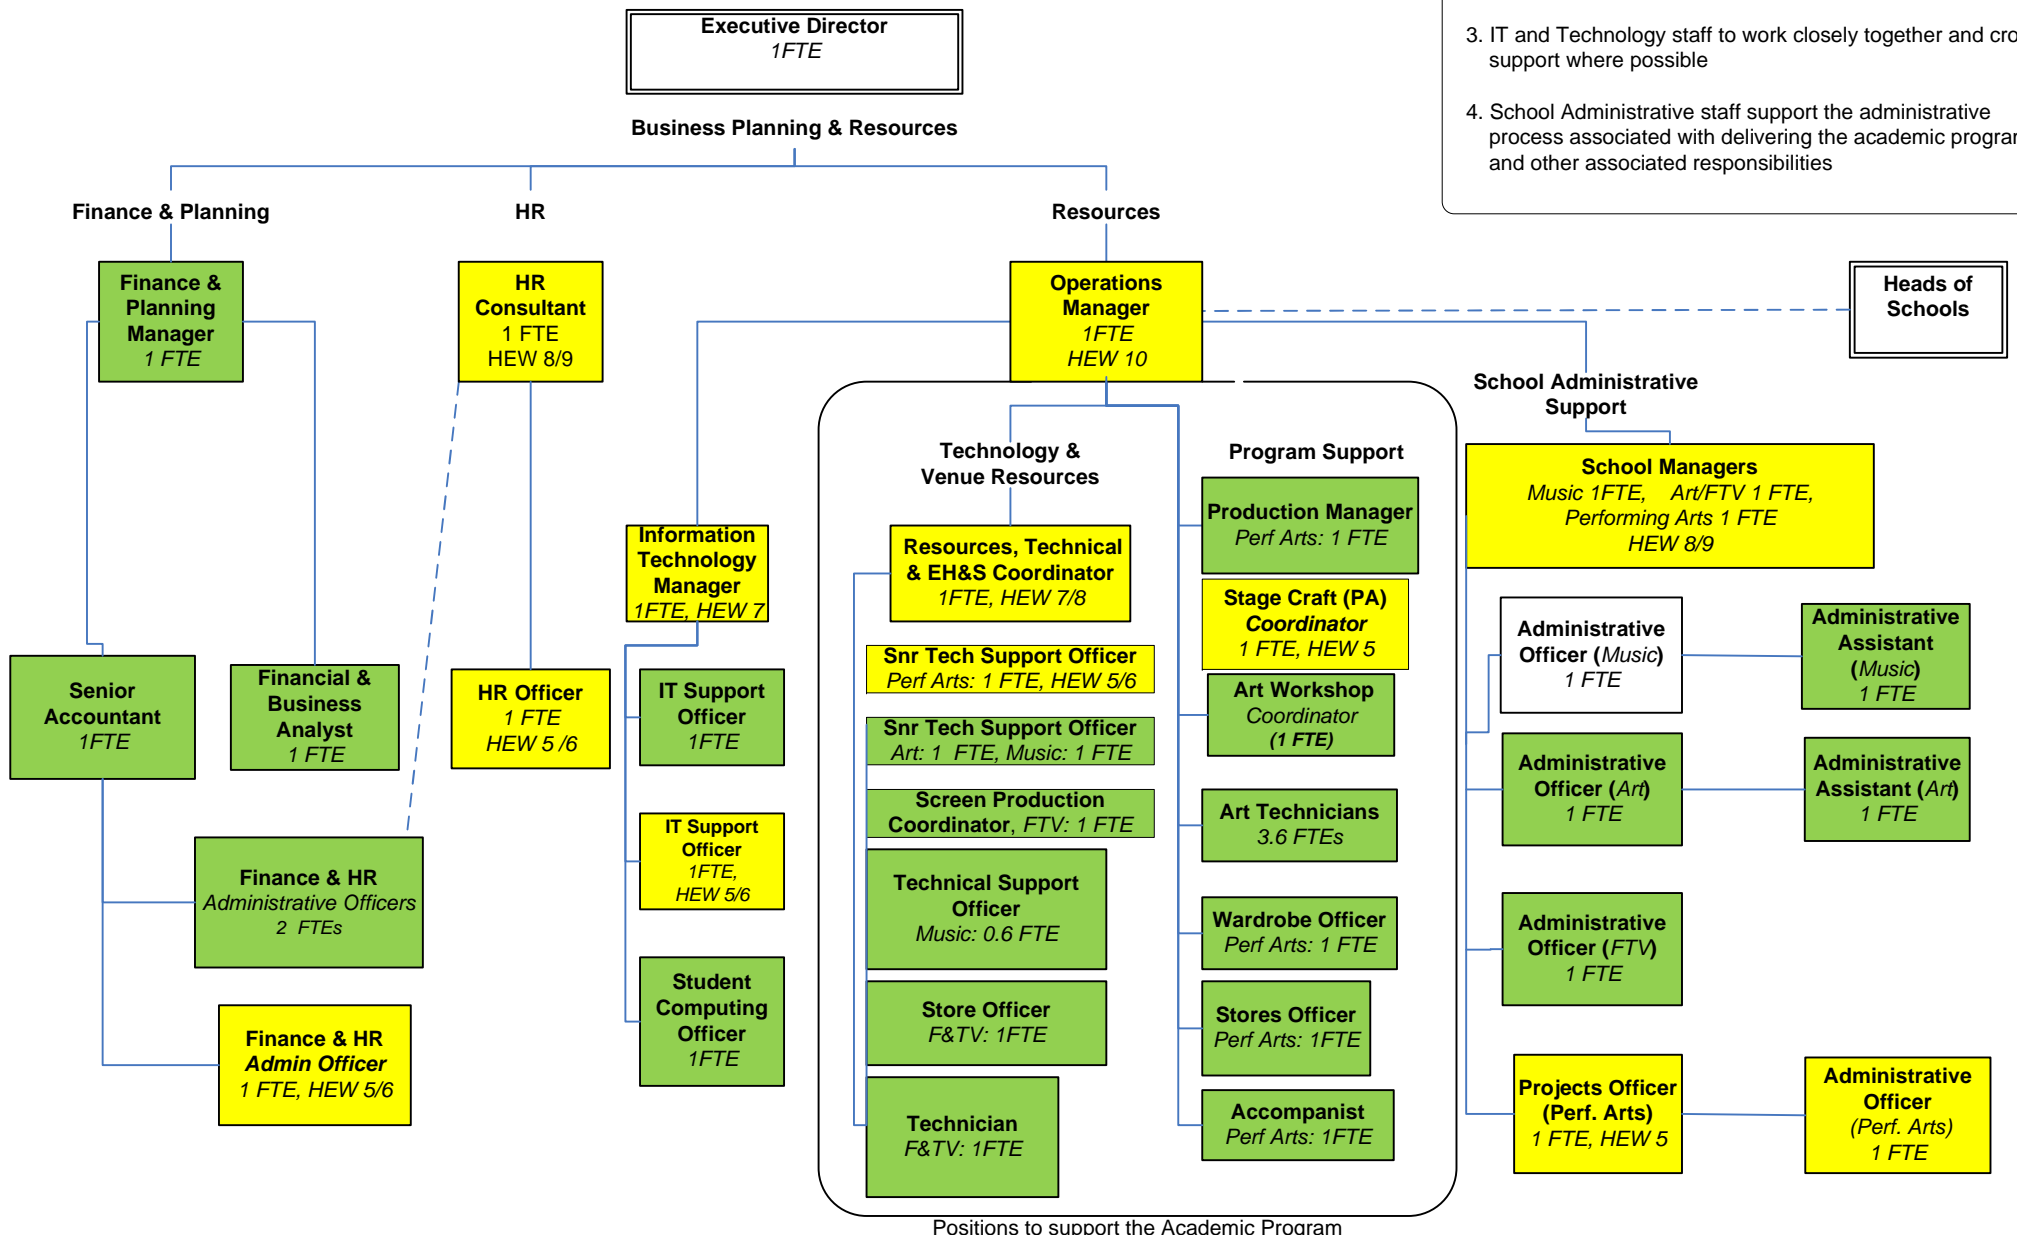 Executive Director
1FTE
3. IT and Technology staff to work closely together and cro
support where possible
4. School Administrative staff support the administrative
process associated with delivering the academic program
and other associated responsibilities
Business Planning & Resources
Finance & Planning
HR
Resources
Finance &
Planning
Manager
1 FTE
HR
Consultant
1 FTE
HEW 8/9
Operations
Manager
1FTE
HEW 10
Heads of
Schools
School Administrative
Support
Technology &
Venue Resources
Program Support
School Managers
Music 1FTE, Art/FTV 1 FTE,
Performing Arts 1 FTE
HEW 8/9
Information
Technology
Manager
1FTE, HEW 7
Resources, Technical
& EH&S Coordinator
1FTE, HEW 7/8
Production Manager
Perf Arts: 1 FTE
Stage Craft (PA)
Coordinator
1 FTE, HEW 5
Administrative
Officer (Music)
1 FTE
Administrative
Assistant
(Music)
1 FTE
Senior
Accountant
1FTE
Financial &
Business
Analyst
1 FTE
HR Officer
1 FTE
HEW 5 /6
IT Support
Officer
1FTE
Snr Tech Support Officer
Perf Arts: 1 FTE, HEW 5/6
Art Workshop
Coordinator
(1 FTE)
Snr Tech Support Officer
Art: 1 FTE, Music: 1 FTE
Administrative
Officer (Art)
1 FTE
Administrative
Assistant (Art)
1 FTE
Screen Production
Coordinator, FTV: 1 FTE
Art Technicians
3.6 FTEs
IT Support
Officer
1FTE,
HEW 5/6
Finance & HR
Administrative Officers
2 FTEs
Technical Support
Officer
Music: 0.6 FTE
Wardrobe Officer
Perf Arts: 1 FTE
Administrative
Officer (FTV)
1 FTE
Student
Computing
Officer
1FTE
Store Officer
F&TV: 1FTE
Stores Officer
Perf Arts: 1FTE
Finance & HR
Admin Officer
1 FTE, HEW 5/6
Technician
F&TV: 1FTE
Accompanist
Perf Arts: 1FTE
Projects Officer
(Perf. Arts)
1 FTE, HEW 5
Administrative
Officer
(Perf. Arts)
1 FTE
Positions to support the Academic Program